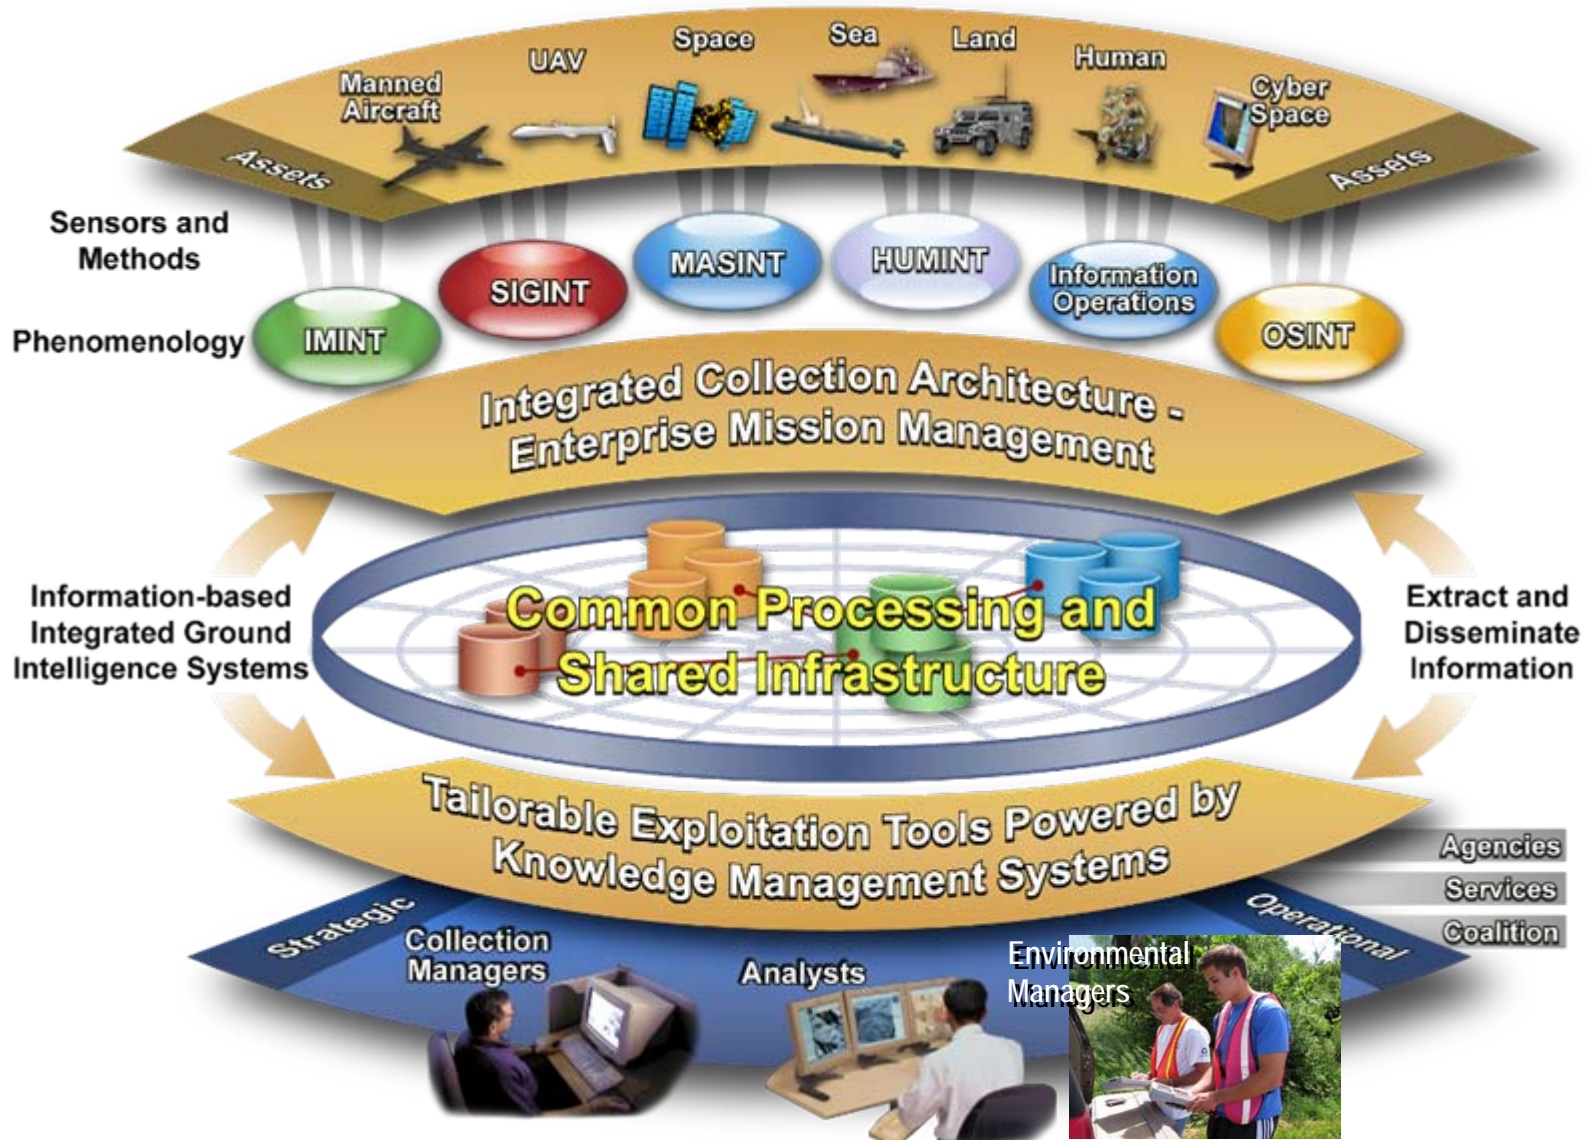 Manned
Aircraft
UAV
Space
Sea
Land
Human
Cyber
Space
Assets
Assets
Sensors and
Methods
Phenomenology
IMINT
SIGINT
MASINT
HUMINT
Information
Operations
OSINT
Integrated Collection Architecture -
Enterprise Mission Management
Information-based
Integrated Ground
Intelligence Systems
Common Processing and
Shared Infrastructure
Extract and
Disseminate
Information
Tailorable Exploitation Tools Powered by
Knowledge Management Systems
Agencies
Services
Coalition
Strategic
Operational
Collection
Managers
Analysts
Environmental
Managers